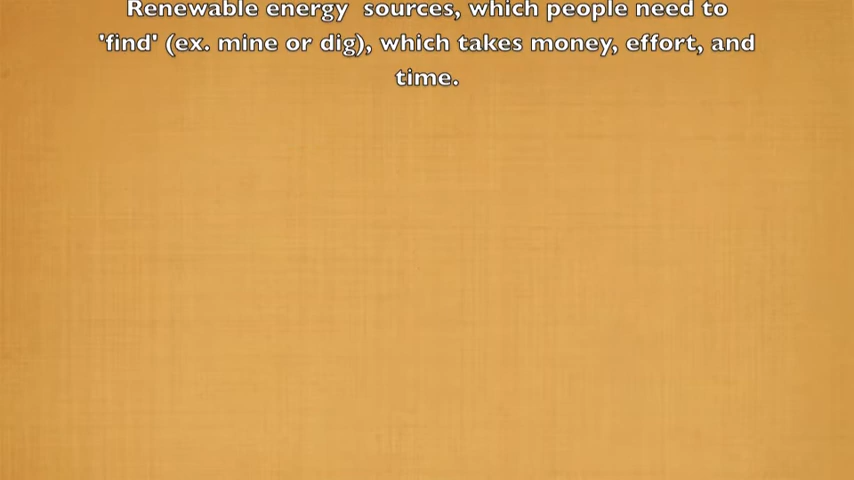 Renewable energy  sources, which people need to
'find' (ex. mine or dig), which takes money, effort, and
time.